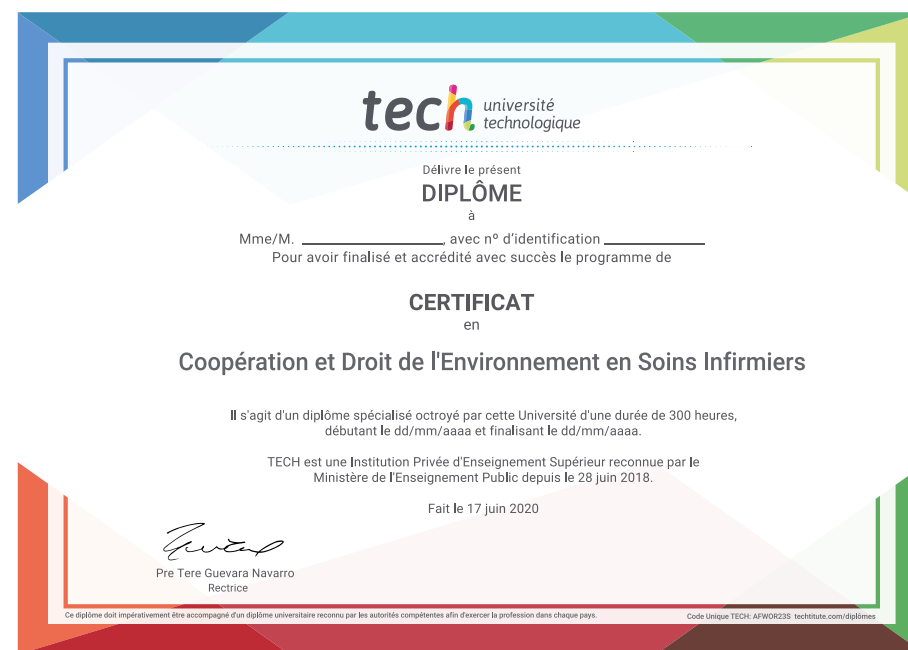 tech université
technologique
Délivre le présent
DIPLÔME
à
Mme/M. ____________________, avec nº d'identification ______________
Pour avoir finalisé et accrédité avec succès le programme de
CERTIFICAT
en
Coopération et Droit de l'Environnement en Soins Infirmiers
Il s'agit d'un diplôme spécialisé octroyé par cette Université d'une durée de 300 heures,
débutant le dd/mm/aaaa et finalisant le dd/mm/aaaa.
TECH est une Institution Privée d'Enseignement Supérieur reconnue par le
Ministère de l'Enseignement Public depuis le 28 juin 2018.
Fait le 17 juin 2020
Pre Tere Guevara Navarro
Rectrice
Ce diplôme doit impérativement être accompagné d'un diplôme universitaire reconnu par les autorités compétentes afin d'exercer la profession dans chaque pays.
Code Unique TECH: AFWOR23S techtitute.com/diplômes